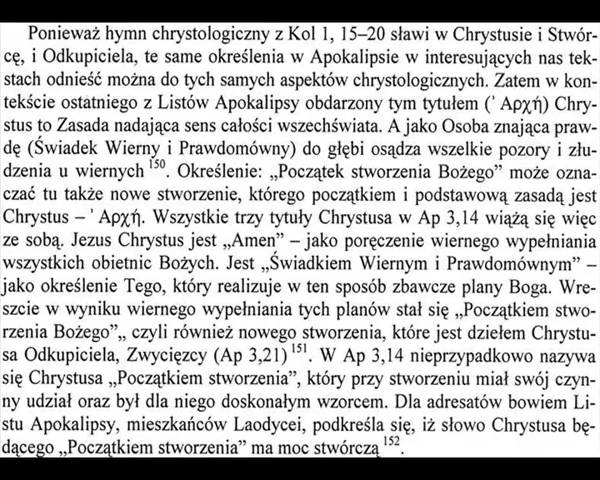 Ponieważ hymn chrystologiczny z Kol 1, 15–20 sławi w Chrystusie i Stwór-
cę, i Odkupiciela, te same określenia w Apokalipsie w interesujących nas tek-
stach odnieść można do tych samych aspektów chrystologicznych. Zatem w kon-
tekście ostatniego z Listów Apokalipsy obdarzony tym tytułem (᾿Αρχή) Chry-
stus to Zasada nadająca sens całości wszechświata. A jako Osoba znająca praw-
dę (Świadek Wierny i Prawdomówny) do głębi osądza wszelkie pozory i złu-
dzenia u wiernych 150. Określenie: „Początek stworzenia Bożego” może ozna-
czać tu także nowe stworzenie, którego początkiem i podstawową zasadą jest
Chrystus – ᾿Αρχή. Wszystkie trzy tytuły Chrystusa w Ap 3,14 wiążą się więc
ze sobą. Jezus Chrystus jest „Amen” – jako poręczenie wiernego wypełniania
wszystkich obietnic Bożych. Jest „Świadkiem Wiernym i Prawdomównym” –
jako określenie Tego, który realizuje w ten sposób zbawcze plany Boga. Wre-
szcie w wyniku wiernego wypełniania tych planów stał się „Początkiem stwo-
rzenia Bożego”„ czyli również nowego stworzenia, które jest dziełem Chrystu-
sa Odkupiciela, Zwycięzcy (Ap 3,21) 151. W Ap 3,14 nieprzypadkowo nazywa
się Chrystusa „Początkiem stworzenia”, który przy stworzeniu miał swój czyn-
ny udział oraz był dla niego doskonałym wzorcem. Dla adresatów bowiem Li-
stu Apokalipsy, mieszkańców Laodycei, podkreśla się, iż słowo Chrystusa bę-
dącego „Początkiem stworzenia” ma moc stwórczą 152.